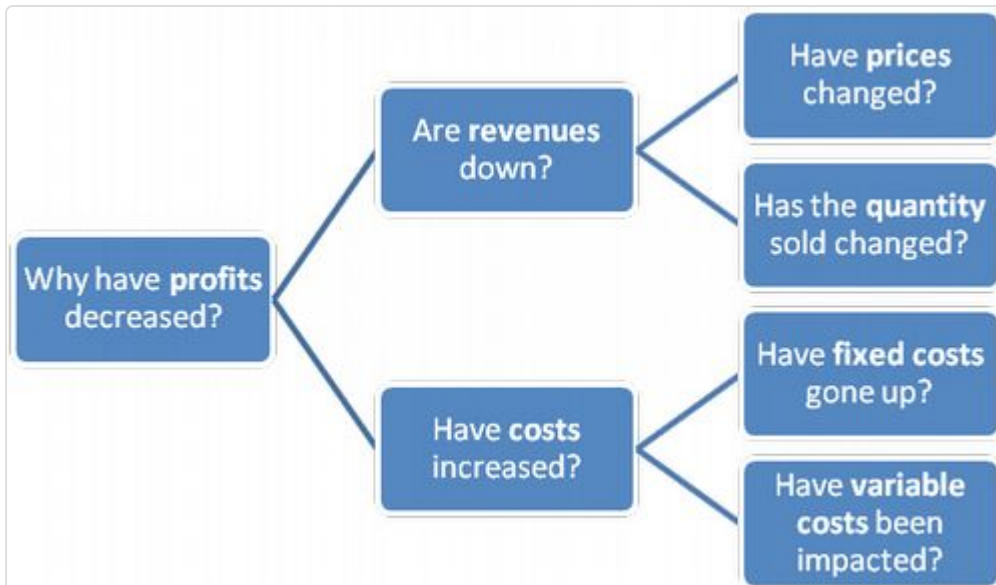 Why have profits
decreased?
Are revenues
down?
Have costs
increased?
Have prices
changed?
Has the quantity
sold changed?
Have fixed costs
gone up?
Have variable
costs been
impacted?